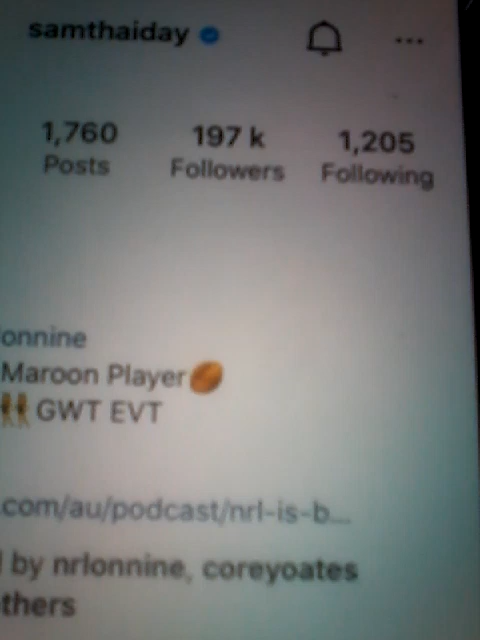 samthaiday
1,760 197 k 1,205
Posts Followers Following
onnine
Maroon Player🏉
👯GWT EVT
.com/au/podcast/nrl-is-b...
by nrlonnine, coreyoates
thers